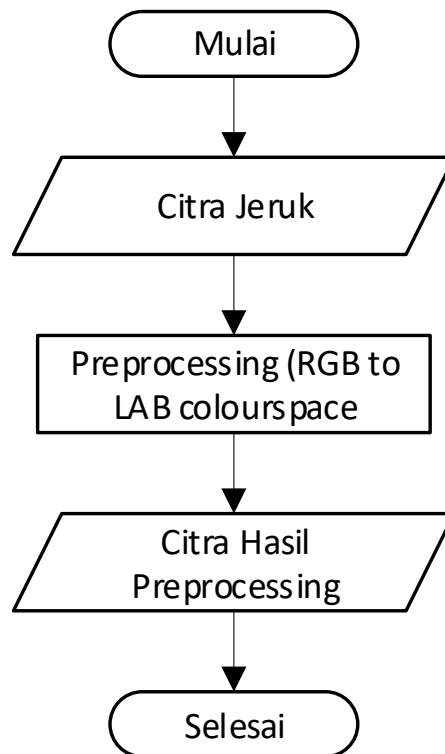 Mulai
Citra Jeruk
Preprocessing (RGB to
LAB colourspace
Citra Hasil
Preprocessing
Selesai